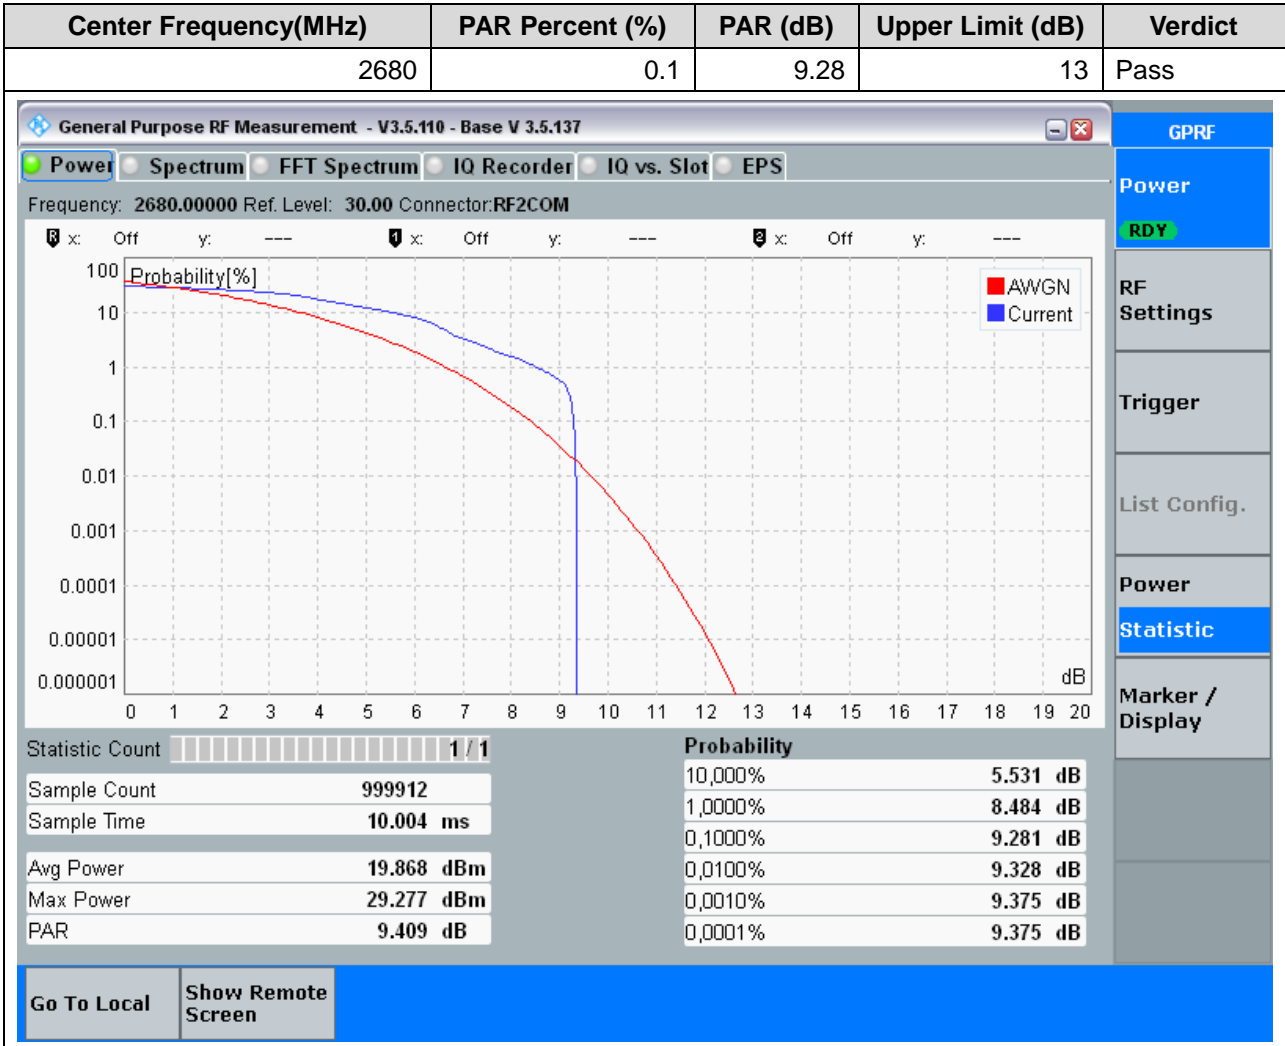 Center Frequency(MHz) PAR Percent (%) PAR (dB) Upper Limit (dB) Verdict
2680 0.1 9.28 13 Pass
General Purpose RF Measurement - V3.5.110 - Base V 3.5.137
GPRF
Power Spectrum FFT Spectrum IQ Recorder IQ vs. Slot EPS
Power
RDY
Frequency: 2680.00000 Ref. Level: 30.00 Connector:RF2COM
R x: Off y: --- 1 x: Off y: --- 2 x: Off y: ---
Probability[%]
AWGN
Current
100
10
1
0.1
0.01
0.001
0.0001
0.00001
0.000001
dB
0 1 2 3 4 5 6 7 8 9 10 11 12 13 14 15 16 17 18 19 20
RF
Settings
Trigger
List Config.
Power
Statistic
Marker /
Display
Statistic Count 1 / 1
Sample Count 999912
Sample Time 10.004 ms
Avg Power 19.868 dBm
Max Power 29.277 dBm
PAR 9.409 dB
Probability
10,000% 5.531 dB
1,0000% 8.484 dB
0,1000% 9.281 dB
0,0100% 9.328 dB
0,0010% 9.375 dB
0,0001% 9.375 dB
Go To Local
Show Remote
Screen